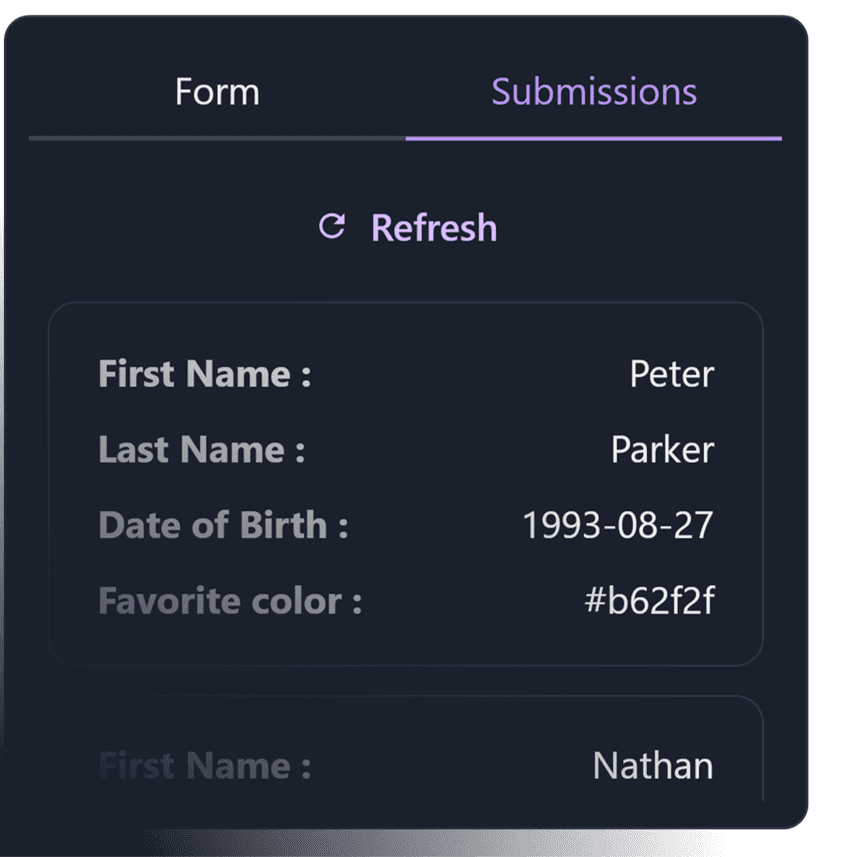 Form Submissions
Refresh
First Name : Peter
Last Name : Parker
Date of Birth : 1993-08-27
Favorite color : #b62f2f
First Name : Nathan